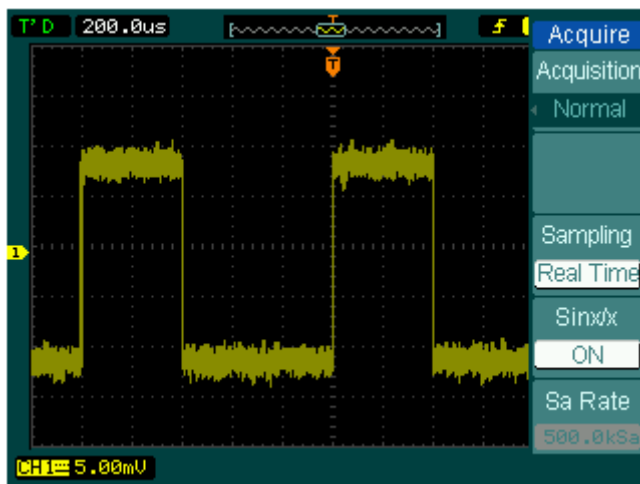 T'D 200.0us
T
T
1
Acquire
Acquisition
Normal
Sampling
Real Time
Sinx/x
ON
Sa Rate
500.0kSa
CH1 5.00mV